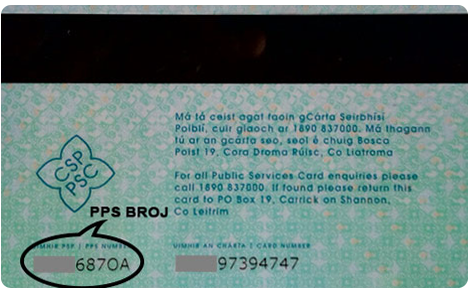 Má tá ceist agat faoin gCárta Seirbhísí
Poiblí, cuir glaoch ar 1890 837000. Má thagann
tú ar an gcárta seo, seol é chuig Bosca
Poist 19, Cora Droma Rúisc, Co Liatroma
For all Public Services Card enquiries please
call 1890 837000. If found please return this
card to PO Box 19, Carrick on Shannon,
Co Leitrim
CSP
PSC
PPS BROJ
UIMHIR PSP / PPS NUMBER
6870A
UIMHIR AN CHÁRTA / CARD NUMBER
97394747